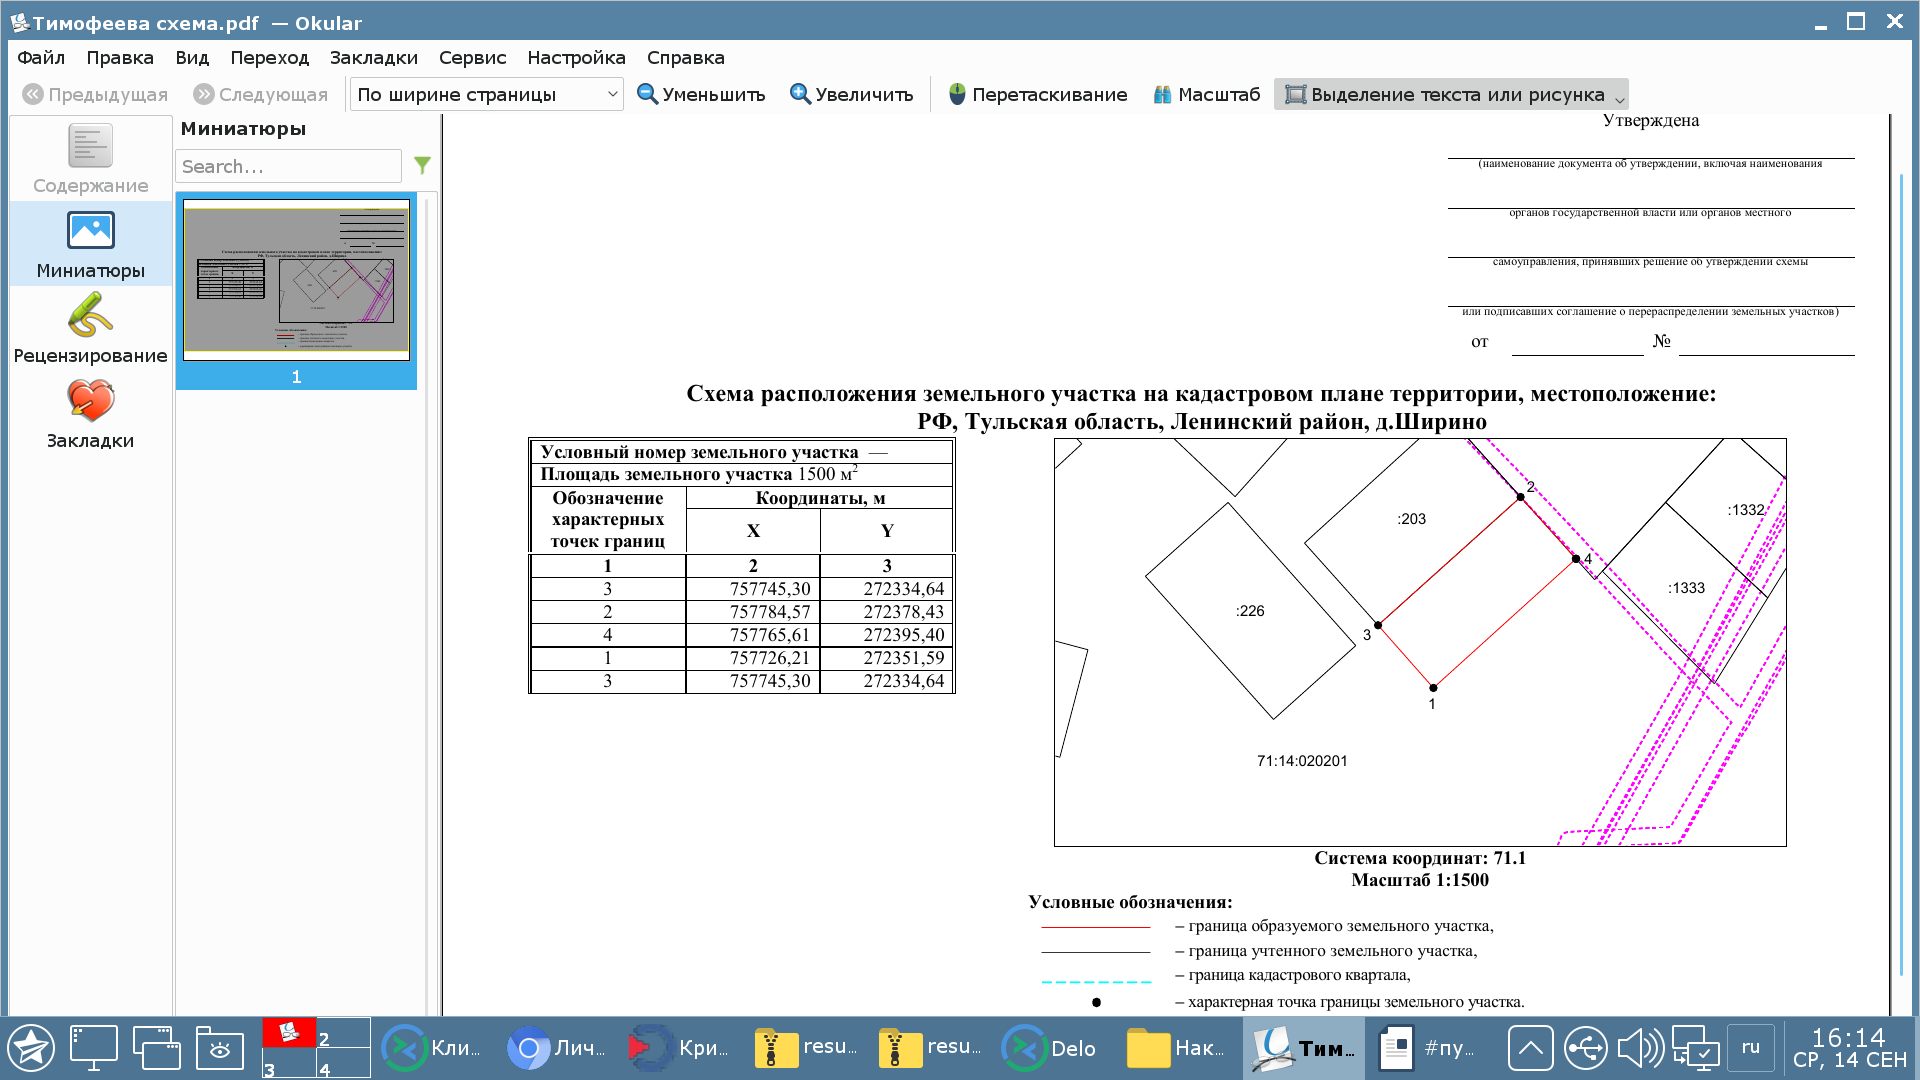 Тимофеева схема.pdf — Okular
Файл Правка Вид Переход Закладки Сервис Настройка Справка
Предыдущая Следующая По ширине страницы Уменьшить Увеличить Перетаскивание Масштаб Выделение текста или рисунка
Содержание
Миниатюры
Рецензирование
Закладки
Миниатюры
Search...
1
Утверждена
(наименование документа об утверждении, включая наименования
органов государственной власти или органов местного
самоуправления, принявших решение об утверждении схемы
или подписавших соглашение о перераспределении земельных участков)
от № 
Схема расположения земельного участка на кадастровом плане территории, местоположение:
РФ, Тульская область, Ленинский район, д.Ширино
Условный номер земельного участка —
Площадь земельного участка 1500 м2
Обозначение характерных точек границ Координаты, м
X Y
1 2 3
3 757745,30 272334,64
2 757784,57 272378,43
4 757765,61 272395,40
1 757726,21 272351,59
3 757745,30 272334,64
2
:203
:1332
4
:1333
:226
3
1
71:14:020201
Система координат: 71.1
Масштаб 1:1500
Условные обозначения:
– граница образуемого земельного участка,
– граница учтенного земельного участка,
– граница кадастрового квартала,
– характерная точка границы земельного участка.
2
3 4
Кли... Лич... Кри... resu... resu... Delo Нак... Тим... #пу... ru
16:14
СР, 14 СЕН